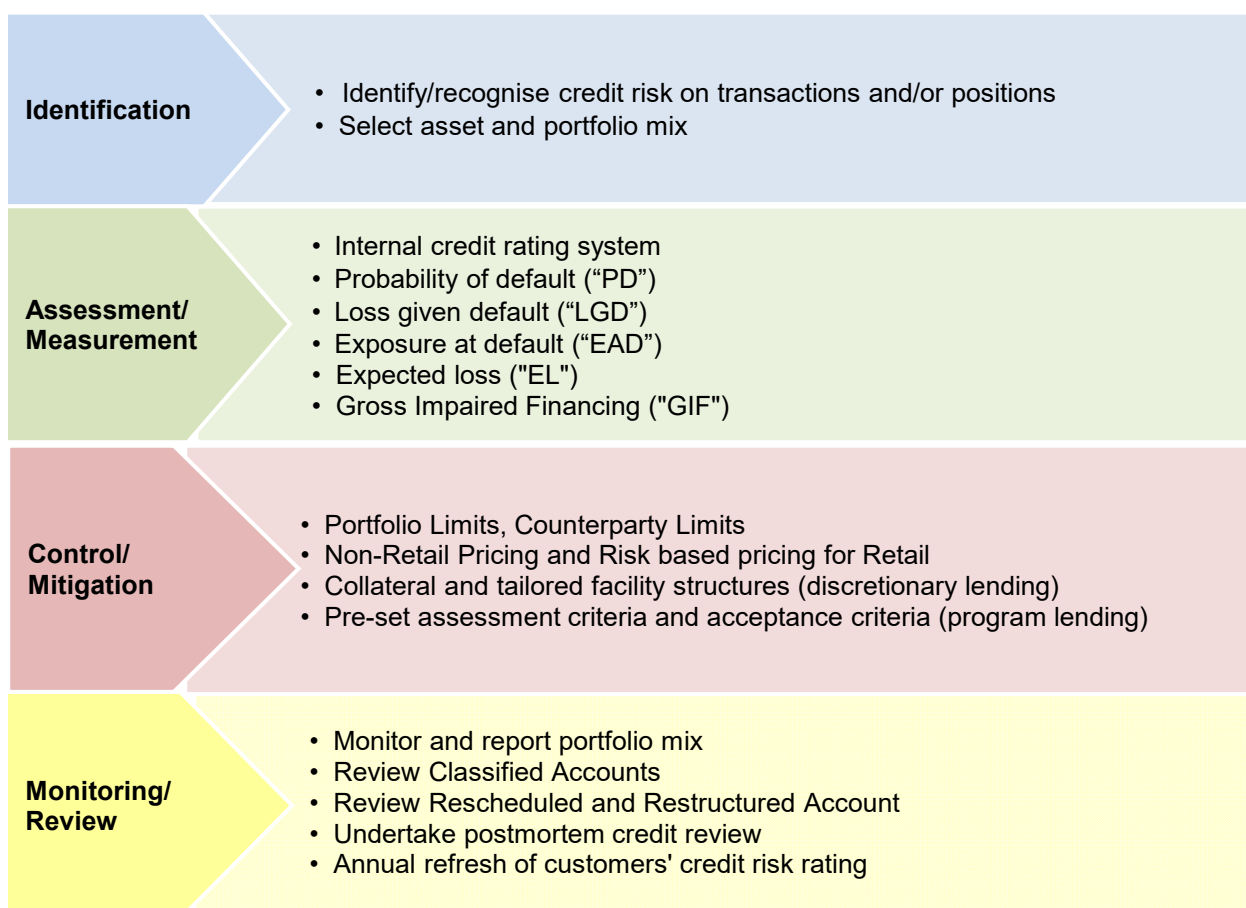 Identification
• Identify/recognise credit risk on transactions and/or positions
• Select asset and portfolio mix
Assessment/
Measurement
• Internal credit rating system
• Probability of default (“PD”)
• Loss given default (“LGD”)
• Exposure at default (“EAD”)
• Expected loss ("EL")
• Gross Impaired Financing ("GIF")
Control/
Mitigation
• Portfolio Limits, Counterparty Limits
• Non-Retail Pricing and Risk based pricing for Retail
• Collateral and tailored facility structures (discretionary lending)
• Pre-set assessment criteria and acceptance criteria (program lending)
Monitoring/
Review
• Monitor and report portfolio mix
• Review Classified Accounts
• Review Rescheduled and Restructured Account
• Undertake postmortem credit review
• Annual refresh of customers' credit risk rating